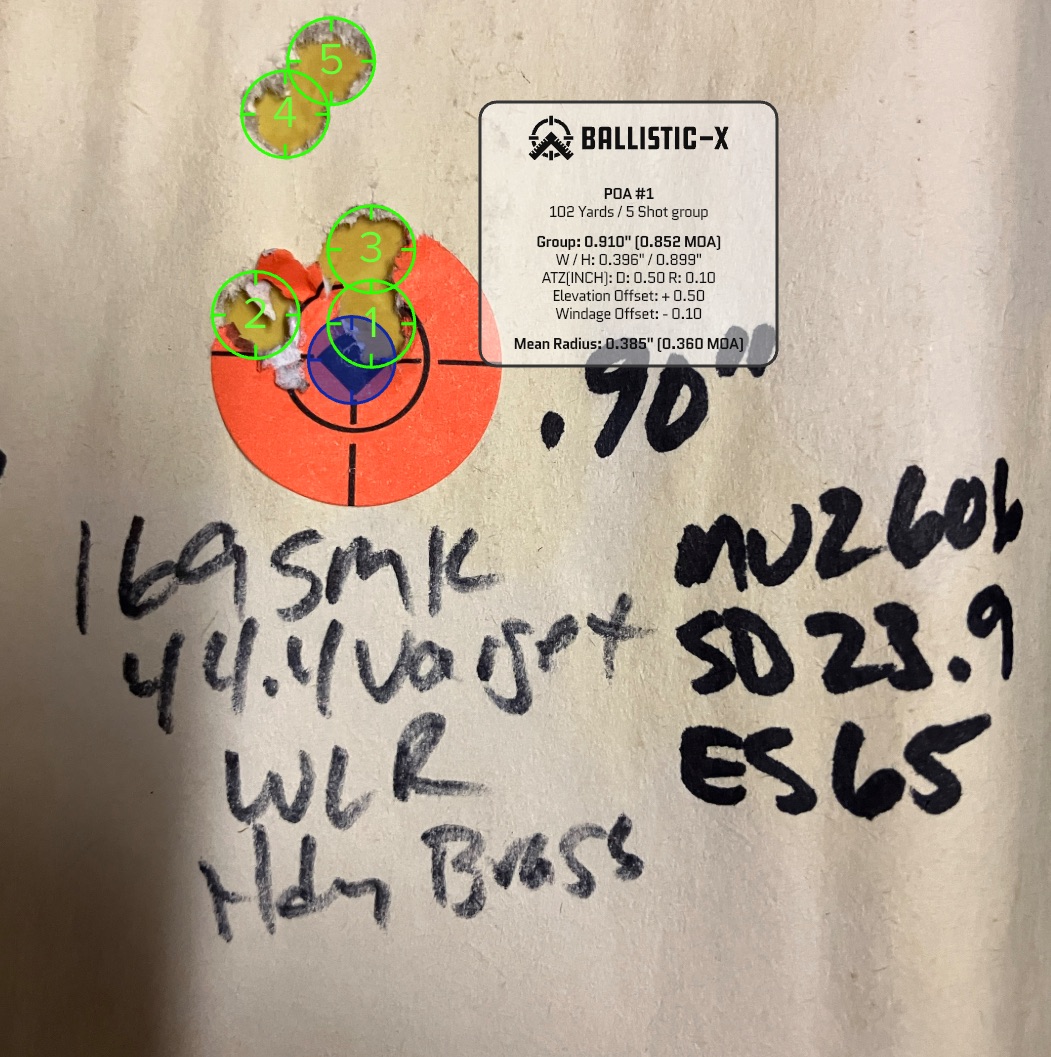 5
4
3
2
1
BALLISTIC-X
POA #1
102 Yards / 5 Shot group
Group: 0.910" (0.852 MOA)
W / H: 0.396" / 0.899"
ATZ(INCH): D: 0.50 R: 0.10
Elevation Offset: + 0.50
Windage Offset: - 0.10
Mean Radius: 0.385" (0.360 MOA)
.90"
169 SMK
44.4 Varget
WLR
Hdy Brass
MV2606
SD 23.9
ES 65